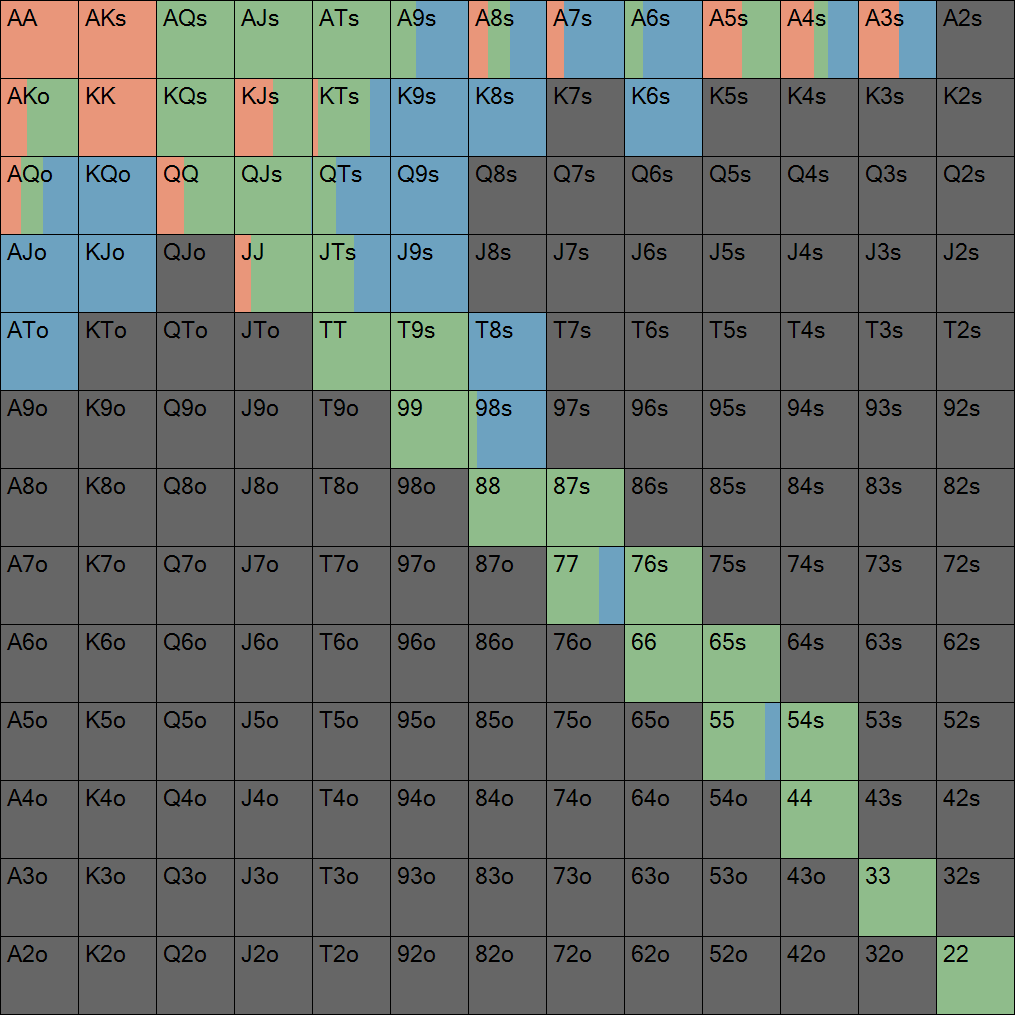 AA AKs AQs AJs ATs A9s A8s A7s A6s A5s A4s A3s A2s
AKo KK KQs KJs KTs K9s K8s K7s K6s K5s K4s K3s K2s
AQo KQo QQ QJs QTs Q9s Q8s Q7s Q6s Q5s Q4s Q3s Q2s
AJo KJo QJo JJ JTs J9s J8s J7s J6s J5s J4s J3s J2s
ATo KTo QTo JTo TT T9s T8s T7s T6s T5s T4s T3s T2s
A9o K9o Q9o J9o T9o 99 98s 97s 96s 95s 94s 93s 92s
A8o K8o Q8o J8o T8o 98o 88 87s 86s 85s 84s 83s 82s
A7o K7o Q7o J7o T7o 97o 87o 77 76s 75s 74s 73s 72s
A6o K6o Q6o J6o T6o 96o 86o 76o 66 65s 64s 63s 62s
A5o K5o Q5o J5o T5o 95o 85o 75o 65o 55 54s 53s 52s
A4o K4o Q4o J4o T4o 94o 84o 74o 64o 54o 44 43s 42s
A3o K3o Q3o J3o T3o 93o 83o 73o 63o 53o 43o 33 32s
A2o K2o Q2o J2o T2o 92o 82o 72o 62o 52o 42o 32o 22